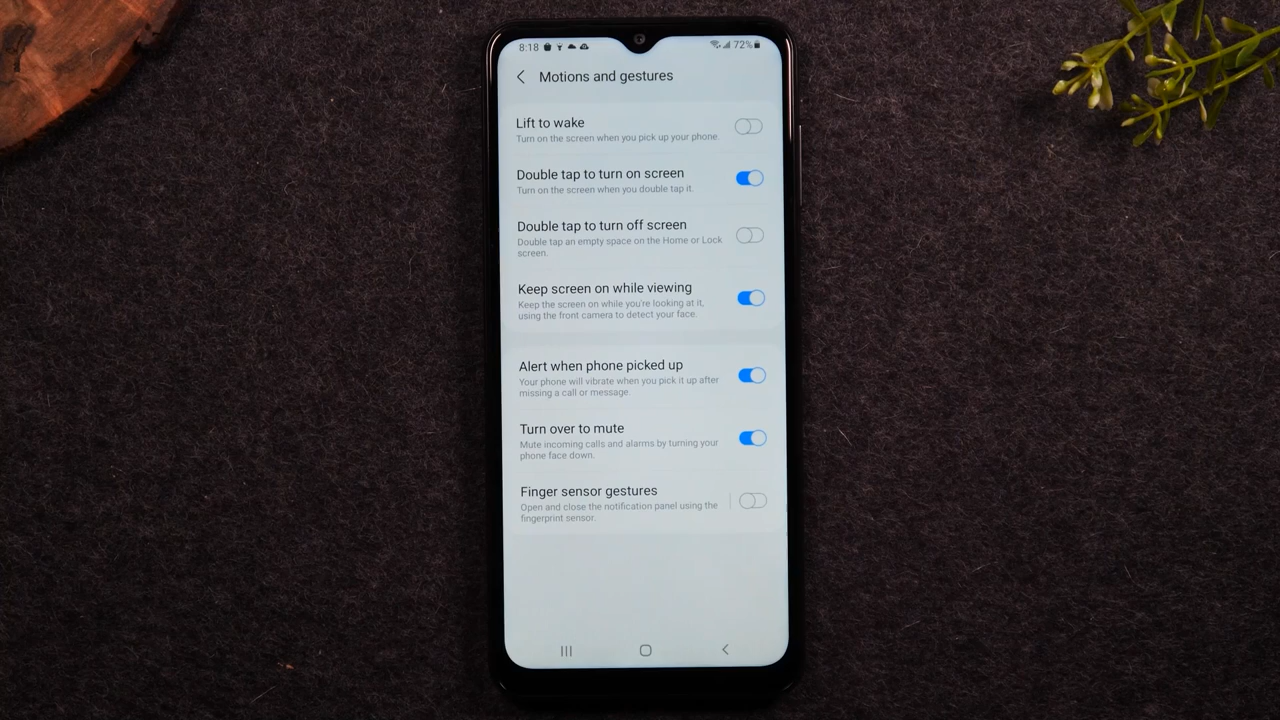 8:18
72%
Motions and gestures
Lift to wake
Turn on the screen when you pick up your phone.
Double tap to turn on screen
Turn on the screen when you double tap it.
Double tap to turn off screen
Double tap an empty space on the Home or Lock
screen.
Keep screen on while viewing
Keep the screen on while you're looking at it,
using the front camera to detect your face.
Alert when phone picked up
Your phone will vibrate when you pick it up after
missing a call or message.
Turn over to mute
Mute incoming calls and alarms by turning your
phone face down.
Finger sensor gestures
Open and close the notification panel using the
fingerprint sensor.